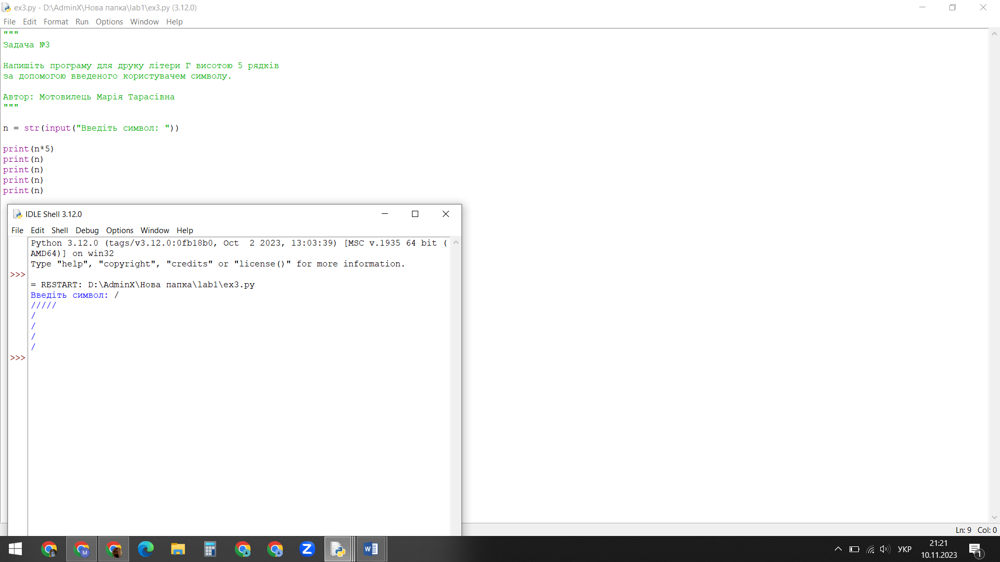 ex3.py - D:\AdminX\Нова папка\lab1\ex3.py (3.12.0)
File Edit Format Run Options Window Help
"""
Задача №3
Напишіть програму для друку літери Г висотою 5 рядків
за допомогою введеного користувачем символу.
Автор: Мотовилець Марія Тарасівна
"""
n = str(input("Введіть символ: "))
print(n*5)
print(n)
print(n)
print(n)
print(n)
IDLE Shell 3.12.0
File Edit Shell Debug Options Window Help
Python 3.12.0 (tags/v3.12.0:0fb18b0, Oct  2 2023, 13:03:39) [MSC v.1935 64 bit (
AMD64)] on win32
Type "help", "copyright", "credits" or "license()" for more information.
>>>
= RESTART: D:\AdminX\Нова папка\lab1\ex3.py
Введіть символ: /
/////
/
/
/
/
>>>
Ln: 9 Col: 0
M
Z
W
УКР
21:21
10.11.2023
1